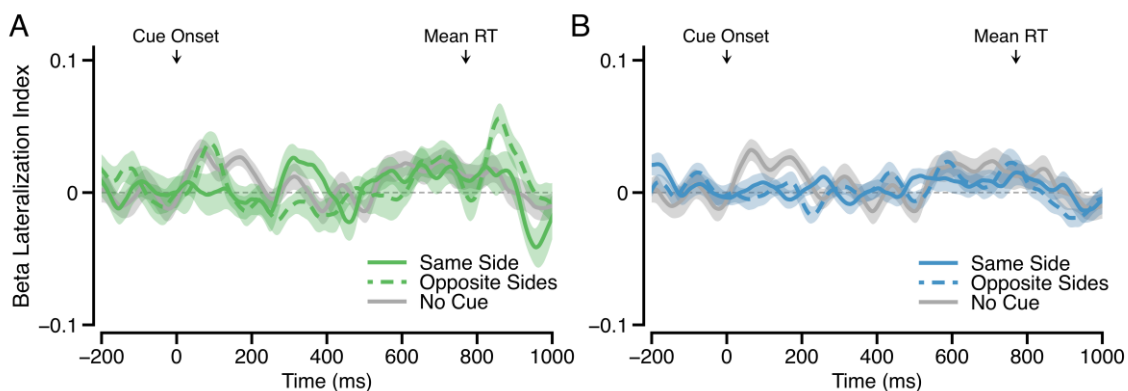 A
Cue Onset
Mean RT
0.1
0
−0.1
Beta Lateralization Index
Same Side
Opposite Sides
No Cue
−200 0 200 400 600 800 1000
Time (ms)
B
Cue Onset
Mean RT
0.1
0
−0.1
Same Side
Opposite Sides
No Cue
−200 0 200 400 600 800 1000
Time (ms)